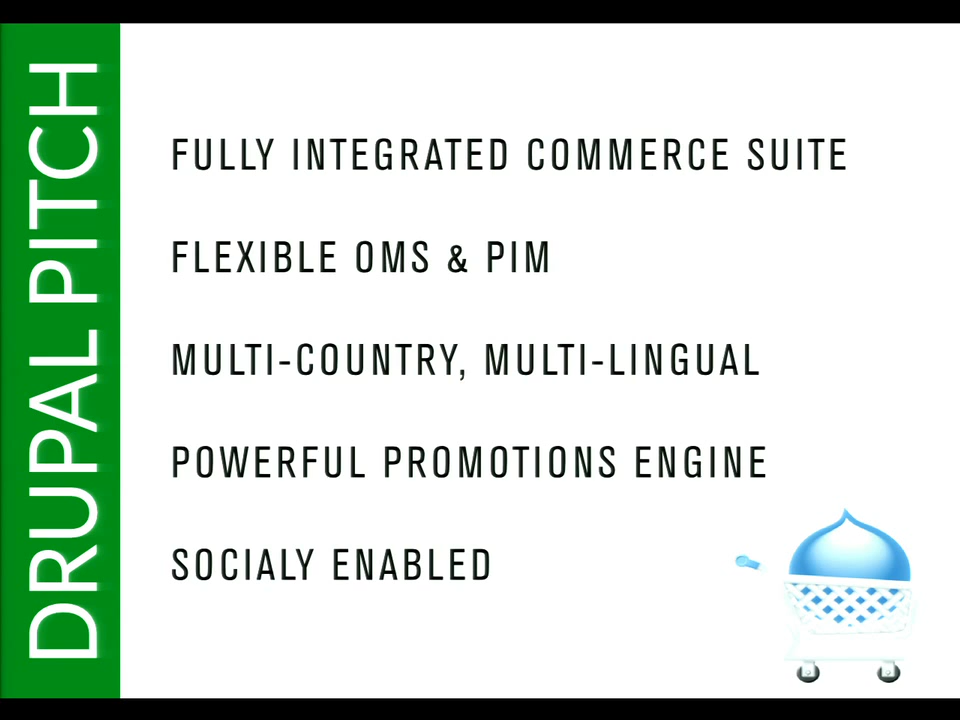 DRUPAL PITCH
FULLY INTEGRATED COMMERCE SUITE
FLEXIBLE OMS & PIM
MULTI-COUNTRY, MULTI-LINGUAL
POWERFUL PROMOTIONS ENGINE
SOCIALY ENABLED